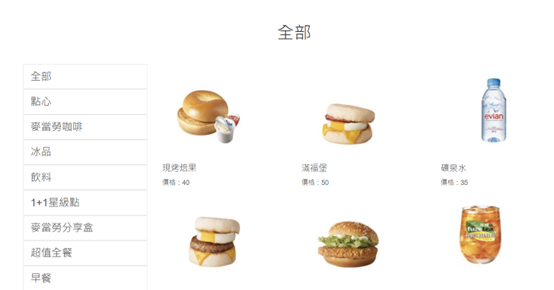 全部
全部
點心
麥當勞咖啡
冰品
飲料
1+1星級點
麥當勞分享盒
超值全餐
早餐
現烤焙果
價格：40
滿福堡
價格：50
礦泉水
價格：35
evian